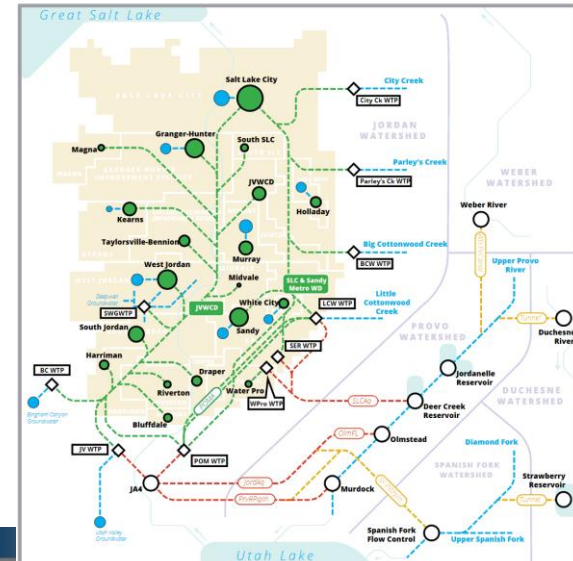 Great Salt Lake
Salt Lake City
SALT LAKE CITY
City Creek
City Ck WTP
JORDAN
WATERSHED
WEBER
WATERSHED
Granger-Hunter
South SLC
Magna
Parley's Creek
Parley's Ck WTP
JVWCD
Holladay
Kearns
Weber River
Taylorsville-Bennion
Murray
Big Cottonwood Creek
BCW WTP
Upper Provo
River
West Jordan
Midvale
SLC & Sandy
Metro WD
White City
LCW WTP
Little
Cottonwood
Creek
PROVO
WATERSHED
SWGWTP
JVWCD
Sandy
Tunnel
Duchesne
River
South Jordan
SER WTP
Harriman
Jordanelle
Reservoir
DUCHESNE
WATERSHED
BC WTP
Draper
Riverton
Water Pro
WPro WTP
SLCAq
Deer Creek
Reservoir
Bingham Canyon
Groundwater
Bluffdale
OlmFL
Olmstead
Diamond Fork
JV WTP
POM WTP
SPANISH FORK
WATERSHED
JordAq
Strawberry
Reservoir
JA4
Murdock
Tunnel
Utah Valley
Groundwater
Spanish Fork
Flow Control
Upper Spanish Fork
Utah Lake